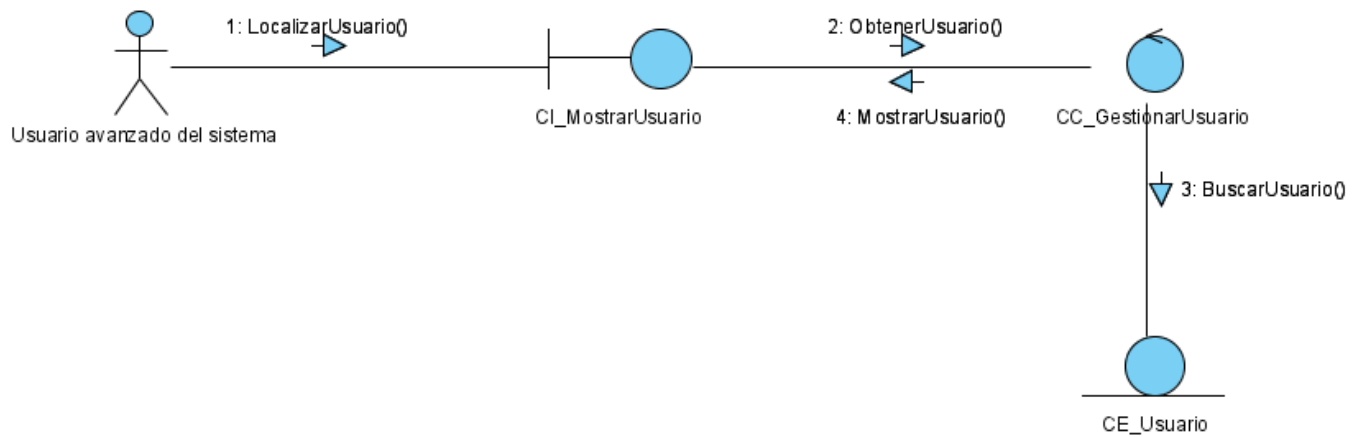 1: LocalizarUsuario()
2: ObtenerUsuario()
CI_MostrarUsuario
4: MostrarUsuario()
CC_GestionarUsuario
Usuario avanzado del sistema
3: BuscarUsuario()
CE_Usuario